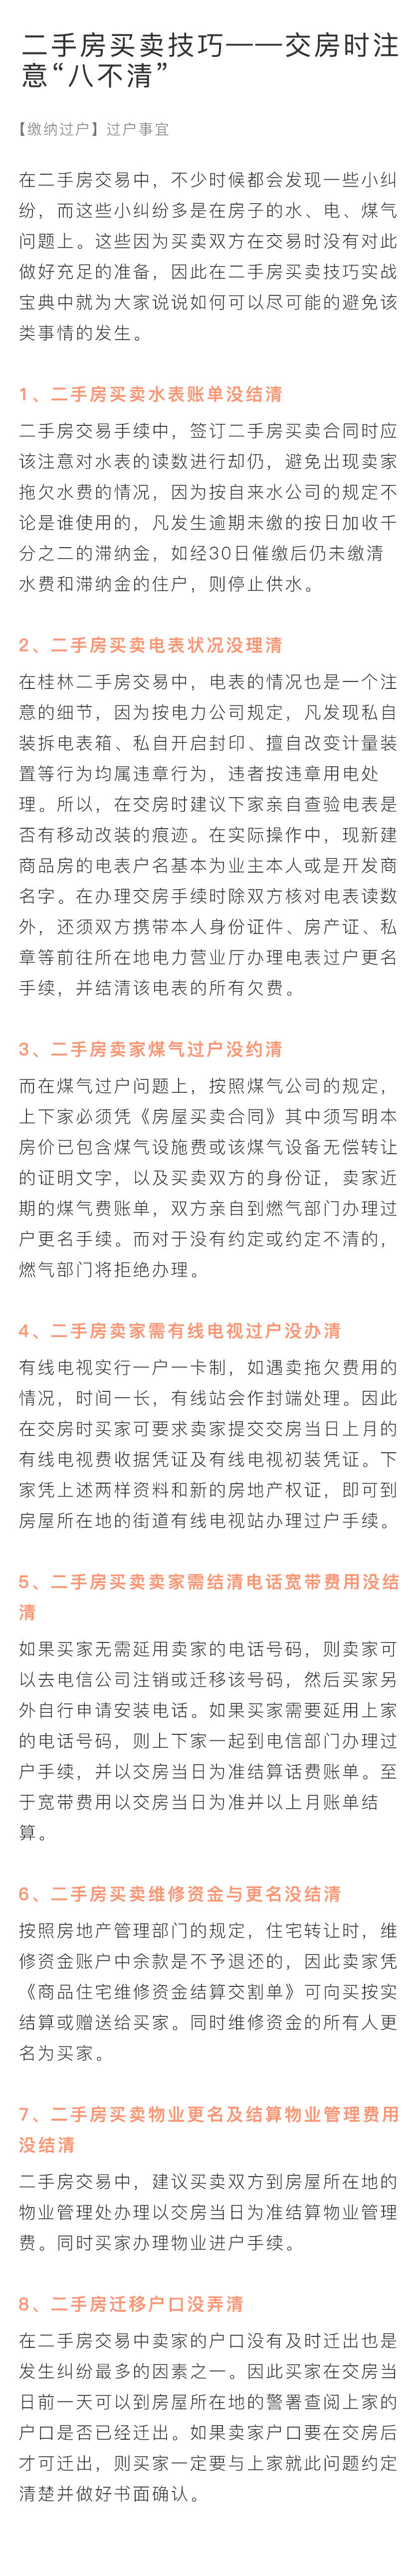 二手房买卖技巧——交房时注
意“八不清”
【缴纳过户】过户事宜
在二手房交易中，不少时候都会发现一些小纠
纷，而这些小纠纷多是在房子的水、电、煤气
问题上。这些因为买卖双方在交易时没有对此
做好充足的准备，因此在二手房买卖技巧实战
宝典中就为大家说说如何可以尽可能的避免该
类事情的发生。
1、二手房买卖水表账单没结清
二手房交易手续中，签订二手房买卖合同时应
该注意对水表的读数进行却仍，避免出现卖家
拖欠水费的情况，因为按自来水公司的规定不
论是谁使用的，凡发生逾期未缴的按日加收千
分之二的滞纳金，如经30日催缴后仍未缴清
水费和滞纳金的住户，则停止供水。
2、二手房买卖电表状况没理清
在桂林二手房交易中，电表的情况也是一个注
意的细节，因为按电力公司规定，凡发现私自
装拆电表箱、私自开启封印、擅自改变计量装
置等行为均属违章行为，违者按违章用电处
理。所以，在交房时建议下家亲自查验电表是
否有移动改装的痕迹。在实际操作中，现新建
商品房的电表户名基本为业主本人或是开发商
名字。在办理交房手续时除双方核对电表读数
外，还须双方携带本人身份证件、房产证、私
章等前往所在地电力营业厅办理电表过户更名
手续，并结清该电表的所有欠费。
3、二手房卖家煤气过户没约清
而在煤气过户问题上，按照煤气公司的规定，
上下家必须凭《房屋买卖合同》其中须写明本
房价已包含煤气设施费或该煤气设备无偿转让
的证明文字，以及买卖双方的身份证，卖家近
期的煤气费账单，双方亲自到燃气部门办理过
户更名手续。而对于没有约定或约定不清的，
燃气部门将拒绝办理。
4、二手房卖家需有线电视过户没办清
有线电视实行一户一卡制，如遇卖拖欠费用的
情况，时间一长，有线站会作封端处理。因此
在交房时买家可要求卖家提交交房当日上月的
有线电视费收据凭证及有线电视初装凭证。下
家凭上述两样资料和新的房地产权证，即可到
房屋所在地的街道有线电视站办理过户手续。
5、二手房买卖卖家需结清电话宽带费用没结
清
如果买家无需延用卖家的电话号码，则卖家可
以去电信公司注销或迁移该号码，然后买家另
外自行申请安装电话。如果买家需要延用上家
的电话号码，则上下家一起到电信部门办理过
户手续，并以交房当日为准结算话费账单。至
于宽带费用以交房当日为准并以上月账单结
算。
6、二手房买卖维修资金与更名没结清
按照房地产管理部门的规定，住宅转让时，维
修资金账户中余款是不予退还的，因此卖家凭
《商品住宅维修资金结算交割单》可向买按实
结算或赠送给买家。同时维修资金的所有人更
名为买家。
7、二手房买卖物业更名及结算物业管理费用
没结清
二手房交易中，建议买卖双方到房屋所在地的
物业管理处办理以交房当日为准结算物业管理
费。同时买家办理物业进户手续。
8、二手房迁移户口没弄清
在二手房交易中卖家的户口没有及时迁出也是
发生纠纷最多的因素之一。因此买家在交房当
日前一天可以到房屋所在地的警署查阅上家的
户口是否已经迁出。如果卖家户口要在交房后
才可迁出，则买家一定要与上家就此问题约定
清楚并做好书面确认。